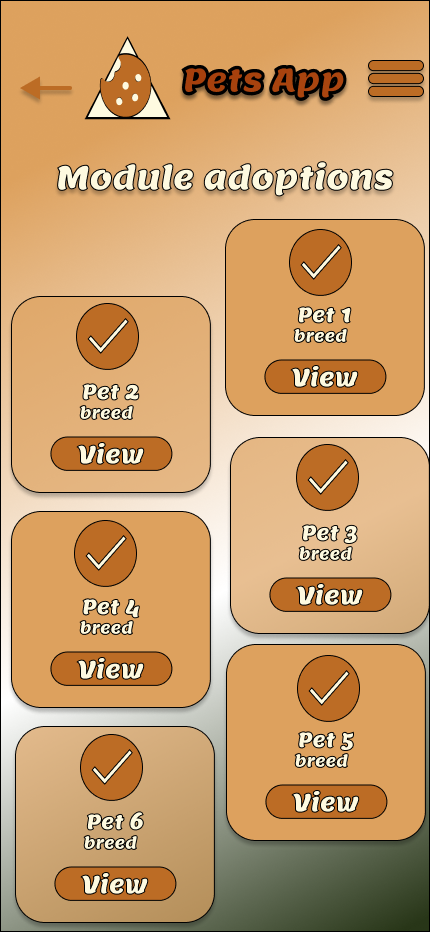 Pets App
Module adoptions
Pet 1
breed
View
Pet 2
breed
View
Pet 3
breed
View
Pet 4
breed
View
Pet 5
breed
View
Pet 6
breed
View